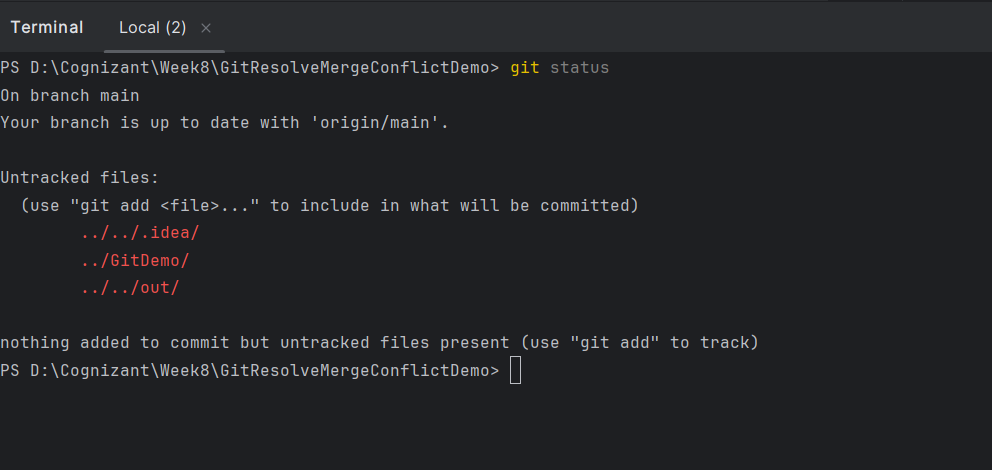 Terminal Local (2) ×
PS D:\Cognizant\Week8\GitResolveMergeConflictDemo> git status
On branch main
Your branch is up to date with 'origin/main'.
Untracked files:
(use "git add <file>..." to include in what will be committed)
../../.idea/
../GitDemo/
../../out/
nothing added to commit but untracked files present (use "git add" to track)
PS D:\Cognizant\Week8\GitResolveMergeConflictDemo>